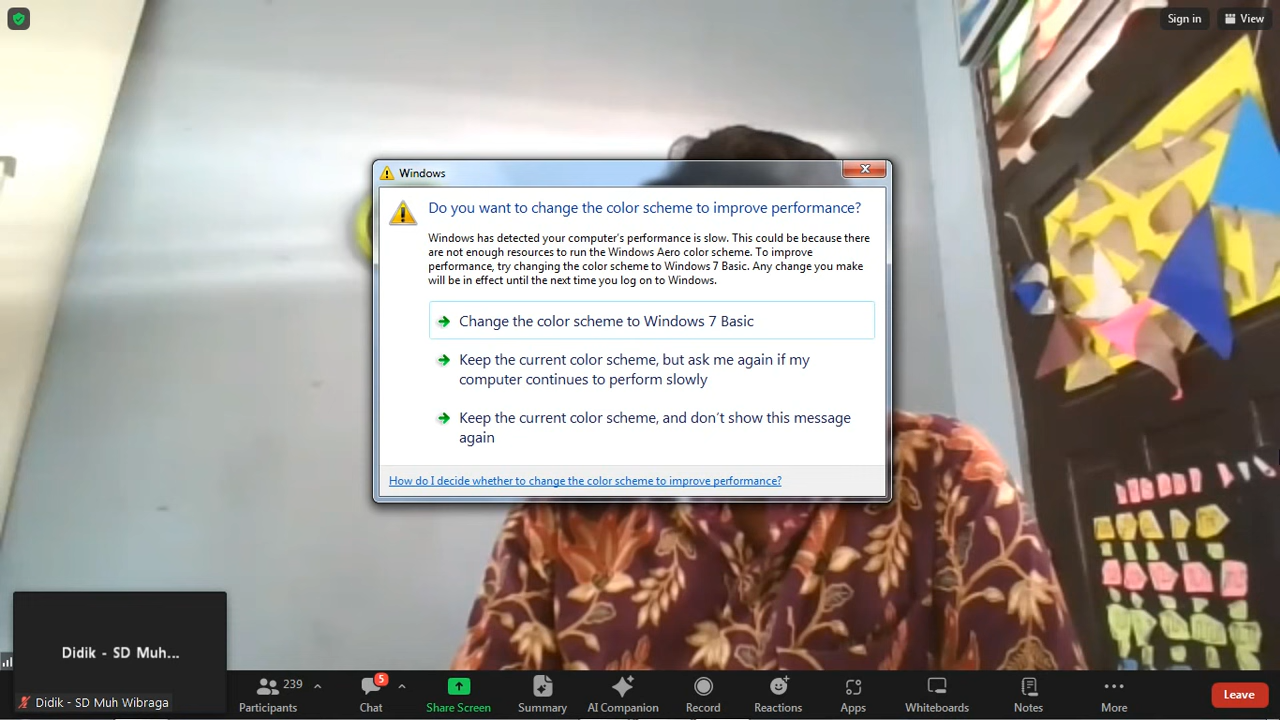 Sign in
View
Windows
Do you want to change the color scheme to improve performance?
Windows has detected your computer's performance is slow. This could be because there
are not enough resources to run the Windows Aero color scheme. To improve
performance, try changing the color scheme to Windows 7 Basic. Any change you make
will be in effect until the next time you log on to Windows.
Change the color scheme to Windows 7 Basic
Keep the current color scheme, but ask me again if my
computer continues to perform slowly
Keep the current color scheme, and don't show this message
again
How do I decide whether to change the color scheme to improve performance?
Didik - SD Muh...
Didik - SD Muh Wibraga
239
Participants
5
Chat
Share Screen
Summary
AI Companion
Record
Reactions
Apps
Whiteboards
Notes
More
Leave